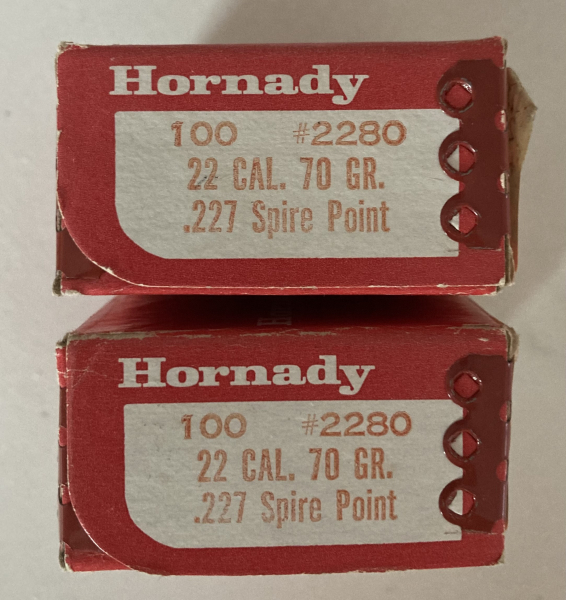 Hornady
100 #2280
22 CAL. 70 GR.
.227 Spire Point
Hornady
100 #2280
22 CAL. 70 GR.
.227 Spire Point